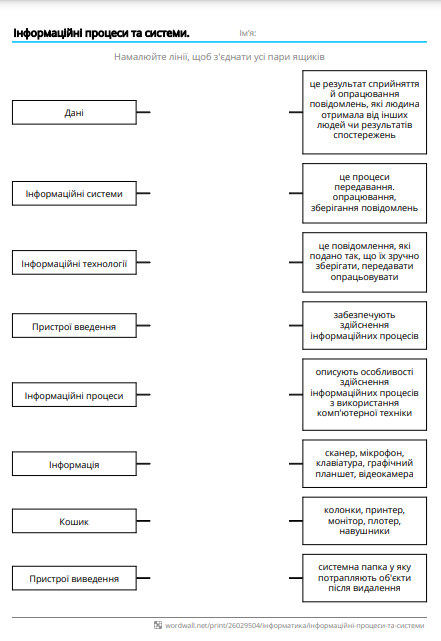 Інформаційні процеси та системи.
Ім'я:
Намалюйте лінії, щоб з'єднати усі пари ящиків
Дані
це результат сприйняття
й опрацювання
повідомлень, які людина
отримала від інших
людей чи результатів
спостережень
Інформаційні системи
це процеси
передавання.
опрацювання,
зберігання повідомлень
Інформаційні технології
це повідомлення, які
подано так, що їх зручно
зберігати, передавати
опрацьовувати
Пристрої введення
забезпечують
здійснення
інформаційних процесів
Інформаційні процеси
описують особливості
здійснення
інформаційних процесів
з використання
комп'ютерної техніки
Інформація
сканер, мікрофон,
клавіатура, графічний
планшет, відеокамера
Кошик
колонки, принтер,
монітор, плотер,
навушники
Пристрої виведення
системна папка у яку
потрапляють об'єкти
після видалення
wordwall.net/print/26029504/інформатика/інформаційні-процеси-та-системи